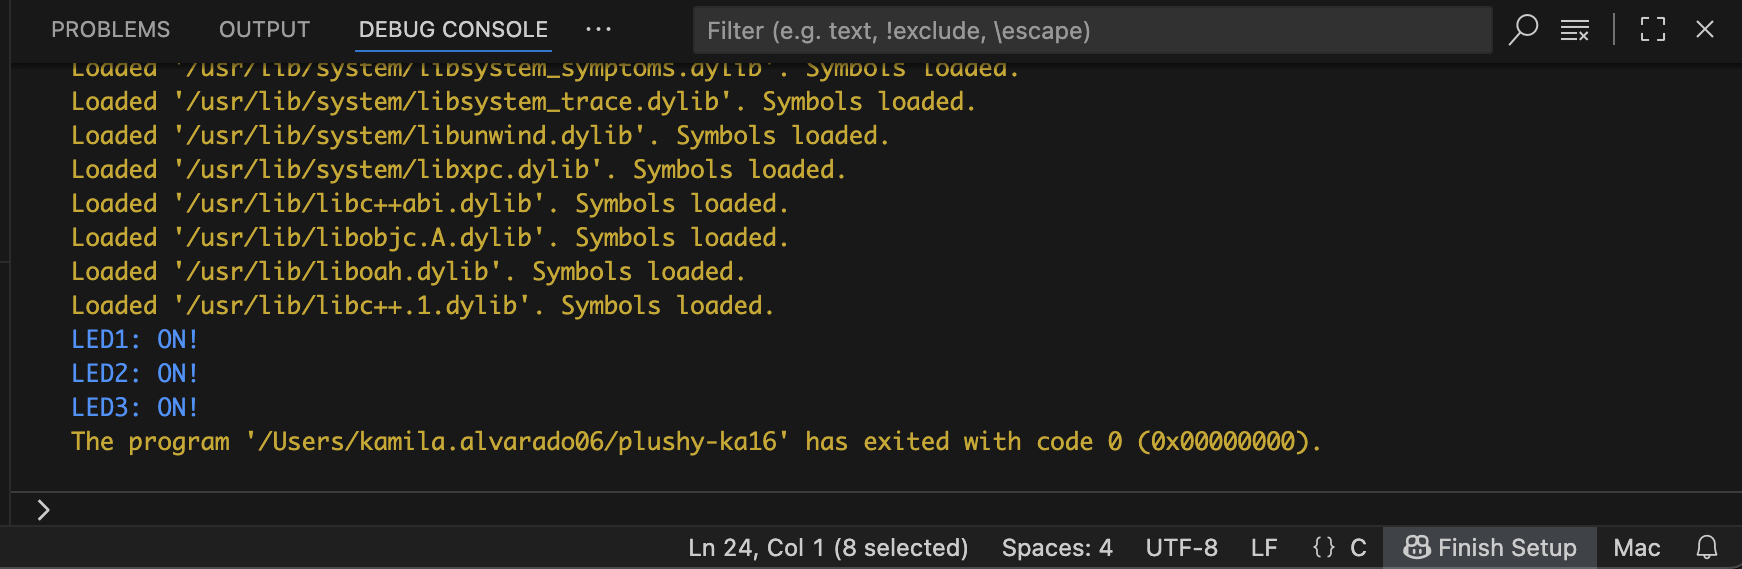 PROBLEMS OUTPUT DEBUG CONSOLE ··· Filter (e.g. text, !exclude, \escape)
Loaded '/usr/lib/system/libsystem_symptoms.dylib'. Symbols loaded.
Loaded '/usr/lib/system/libsystem_trace.dylib'. Symbols loaded.
Loaded '/usr/lib/system/libunwind.dylib'. Symbols loaded.
Loaded '/usr/lib/system/libxpc.dylib'. Symbols loaded.
Loaded '/usr/lib/libc++abi.dylib'. Symbols loaded.
Loaded '/usr/lib/libobjc.A.dylib'. Symbols loaded.
Loaded '/usr/lib/liboah.dylib'. Symbols loaded.
Loaded '/usr/lib/libc++.1.dylib'. Symbols loaded.
LED1: ON!
LED2: ON!
LED3: ON!
The program '/Users/kamila.alvarado06/plushy-ka16' has exited with code 0 (0x00000000).
Ln 24, Col 1 (8 selected) Spaces: 4 UTF-8 LF {} C Finish Setup Mac